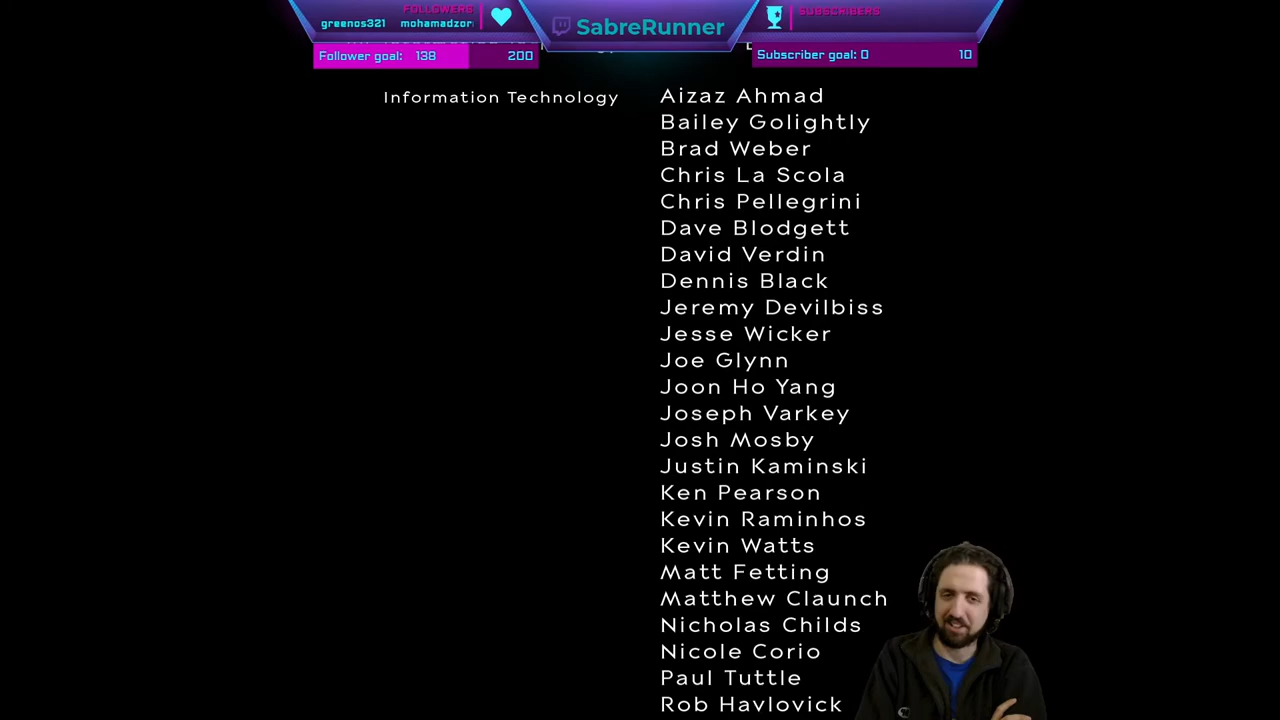 FOLLOWERS
greenos321 mohamadzor
SabreRunner
SUBSCRIBERS
Follower goal: 138 200
Subscriber goal: 0 10
Information Technology
Aizaz Ahmad
Bailey Golightly
Brad Weber
Chris La Scola
Chris Pellegrini
Dave Blodgett
David Verdin
Dennis Black
Jeremy Devilbiss
Jesse Wicker
Joe Glynn
Joon Ho Yang
Joseph Varkey
Josh Mosby
Justin Kaminski
Ken Pearson
Kevin Raminhos
Kevin Watts
Matt Fetting
Matthew Claunch
Nicholas Childs
Nicole Corio
Paul Tuttle
Rob Havlovick